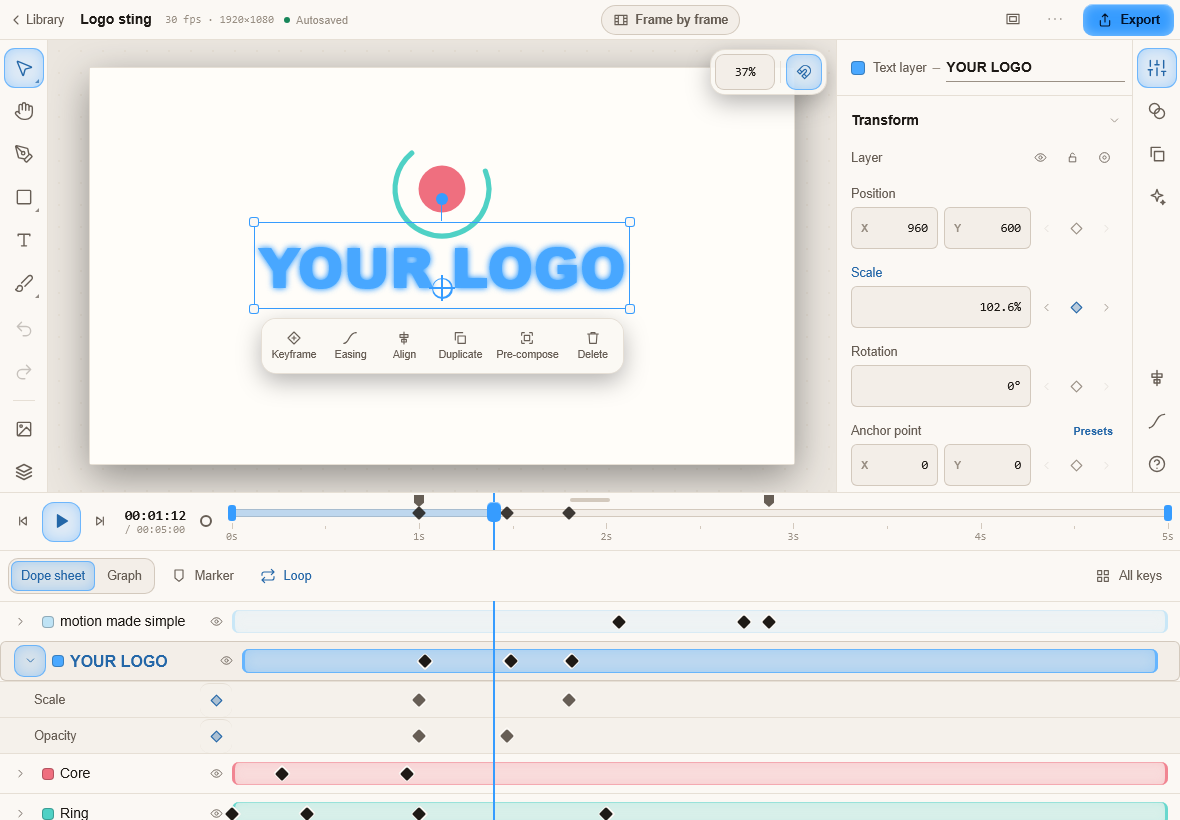 Library
Logo sting
30 fps · 1920×1080
Autosaved
Frame by frame
Export
37%
Text layer – YOUR LOGO
Transform
Layer
Position
X 960
Y 600
Scale
102.6%
Rotation
0°
Anchor point
Presets
X 0
Y 0
YOUR LOGO
Keyframe
Easing
Align
Duplicate
Pre-compose
Delete
00:01:12
/ 00:05:00
0s
1s
2s
3s
4s
5s
Dope sheet
Graph
Marker
Loop
All keys
motion made simple
YOUR LOGO
Scale
Opacity
Core
Ring